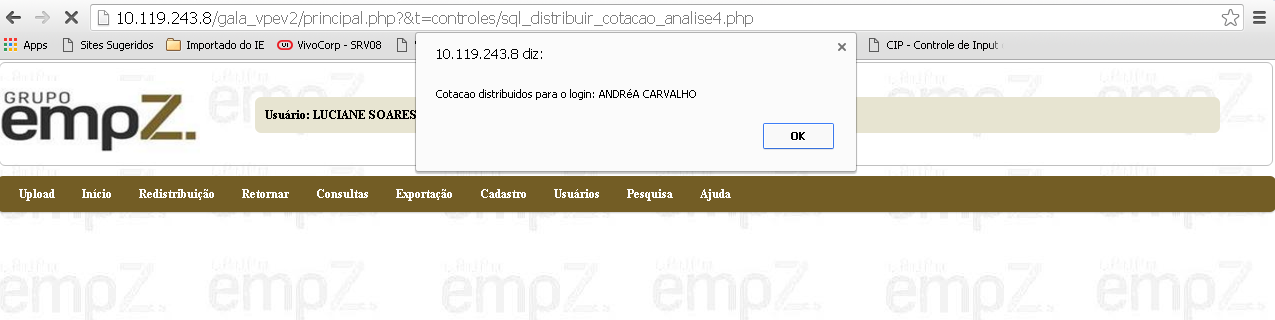 10.119.243.8/gala_vpev2/principal.php?&t=controles/sql_distribuir_cotacao_analise4.php
Apps Sites Sugeridos Importado do IE VivoCorp - SRV08 CIP - Controle de Input
10.119.243.8 diz:
Cotacao distribuidos para o login: ANDRéA CARVALHO
OK
GRUPO
empZ.
Usuário: LUCIANE SOARES
Upload Início Redistribuição Retornar Consultas Exportação Cadastro Usuários Pesquisa Ajuda